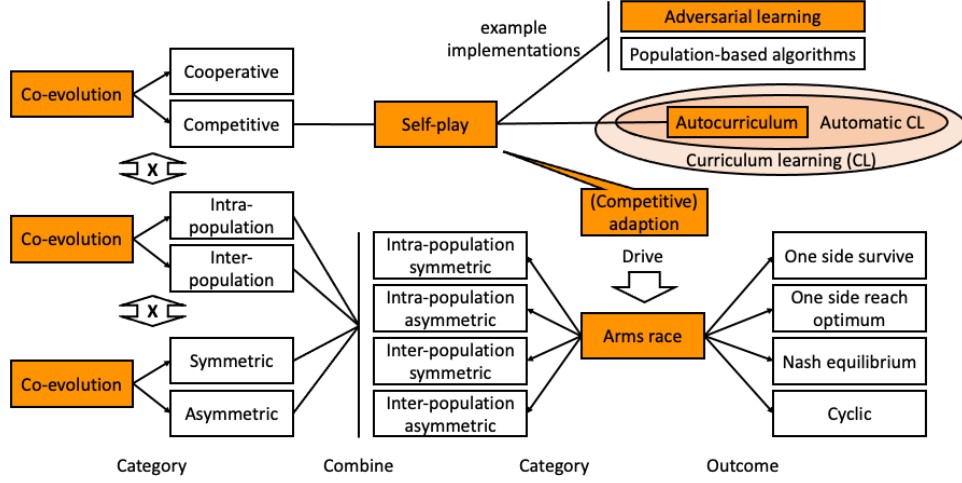 example
implementations
Adversarial learning
Population-based algorithms
Co-evolution
Cooperative
Competitive
Self-play
Autocurriculum
Automatic CL
Curriculum learning (CL)
X
(Competitive)
adaption
Co-evolution
Intra-
population
Inter-
population
Drive
X
Intra-population
symmetric
Intra-population
asymmetric
Inter-population
symmetric
Inter-population
asymmetric
Arms race
One side survive
One side reach
optimum
Nash equilibrium
Cyclic
Co-evolution
Symmetric
Asymmetric
Category
Combine
Category
Outcome